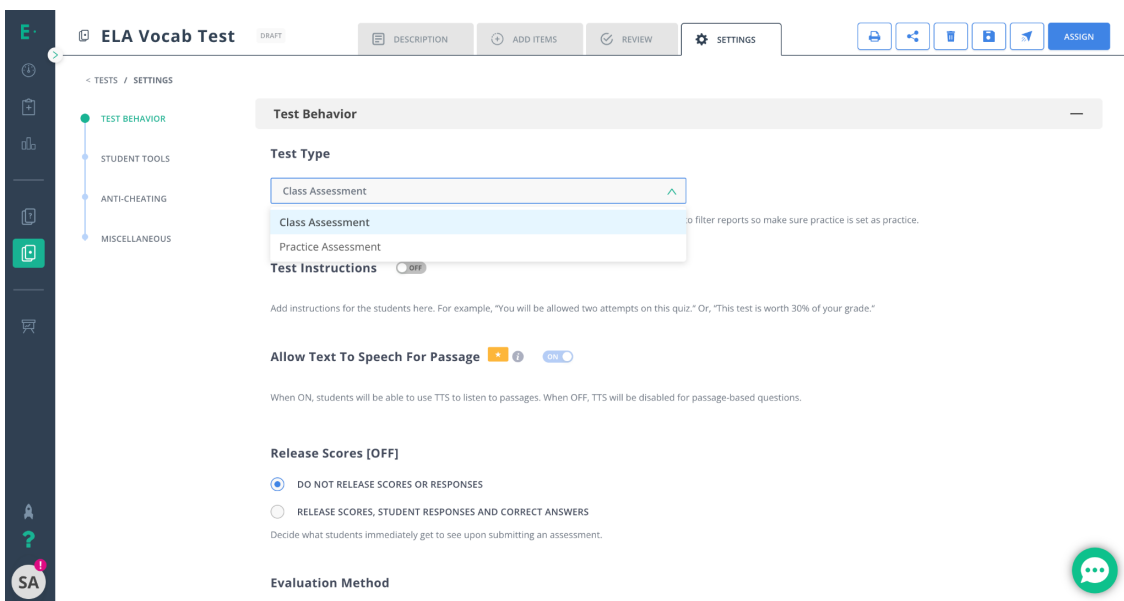 E·
ELA Vocab Test
DRAFT
DESCRIPTION
ADD ITEMS
REVIEW
SETTINGS
ASSIGN
< TESTS / SETTINGS
TEST BEHAVIOR
STUDENT TOOLS
ANTI-CHEATING
MISCELLANEOUS
Test Behavior
Test Type
Class Assessment
Class Assessment
o filter reports so make sure practice is set as practice.
Practice Assessment
Test Instructions OFF
Add instructions for the students here. For example, "You will be allowed two attempts on this quiz." Or, "This test is worth 30% of your grade."
Allow Text To Speech For Passage i ON
When ON, students will be able to use TTS to listen to passages. When OFF, TTS will be disabled for passage-based questions.
Release Scores [OFF]
DO NOT RELEASE SCORES OR RESPONSES
RELEASE SCORES, STUDENT RESPONSES AND CORRECT ANSWERS
Decide what students immediately get to see upon submitting an assessment.
Evaluation Method
?
SA
!